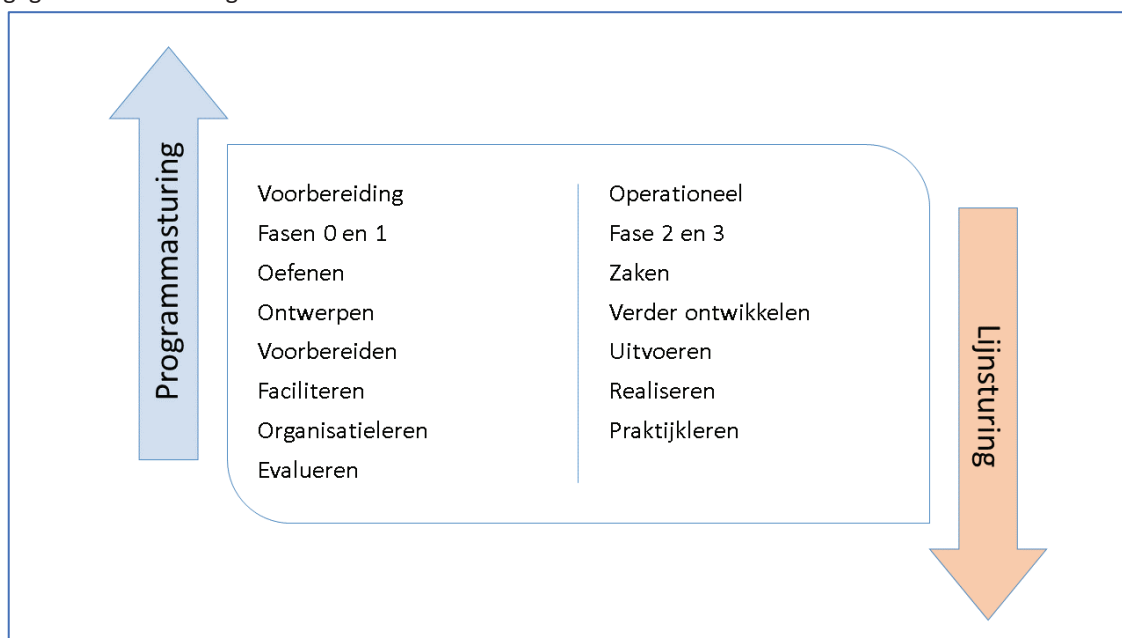 Programmasturing
Voorbereiding
Fasen 0 en 1
Oefenen
Ontwerpen
Voorbereiden
Faciliteren
Organisatieleren
Evalueren
Operationeel
Fase 2 en 3
Zaken
Verder ontwikkelen
Uitvoeren
Realiseren
Praktijkleren
Lijnsturing